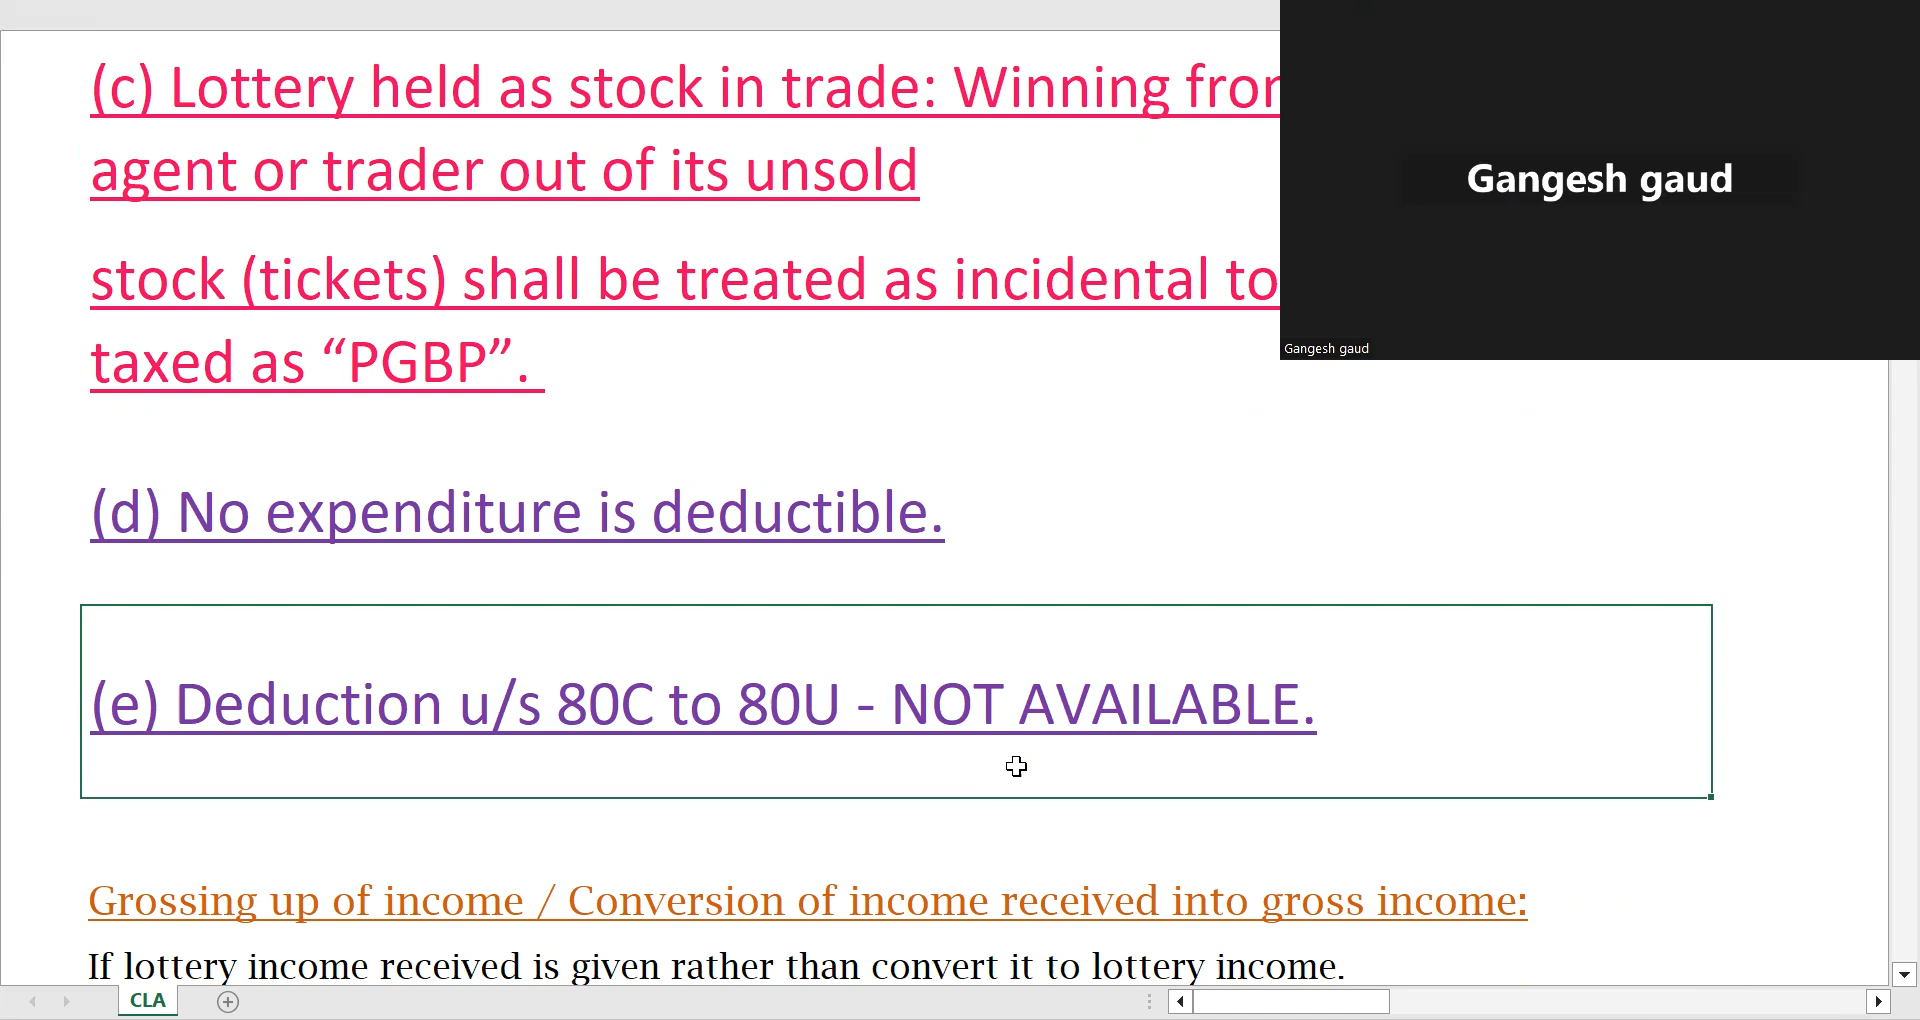 (c) Lottery held as stock in trade: Winning from
agent or trader out of its unsold
stock (tickets) shall be treated as incidental to
taxed as “PGBP”.
(d) No expenditure is deductible.
(e) Deduction u/s 80C to 80U - NOT AVAILABLE.
Grossing up of income / Conversion of income received into gross income:
If lottery income received is given rather than convert it to lottery income.
Gangesh gaud
Gangesh gaud
CLA